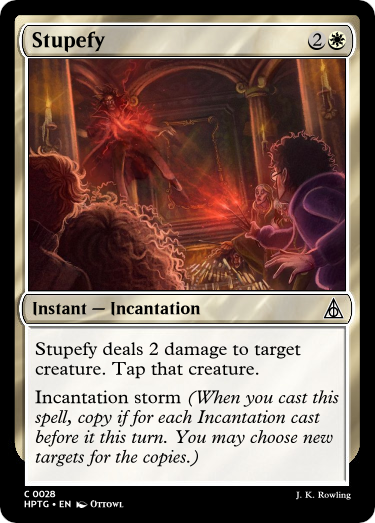 Stupefy 2
Instant — Incantation
Stupefy deals 2 damage to target
creature. Tap that creature.
Incantation storm (When you cast this
spell, copy if for each Incantation cast
before it this turn. You may choose new
targets for the copies.)
C 0028
HPTG • EN Ottowl
J. K. Rowling